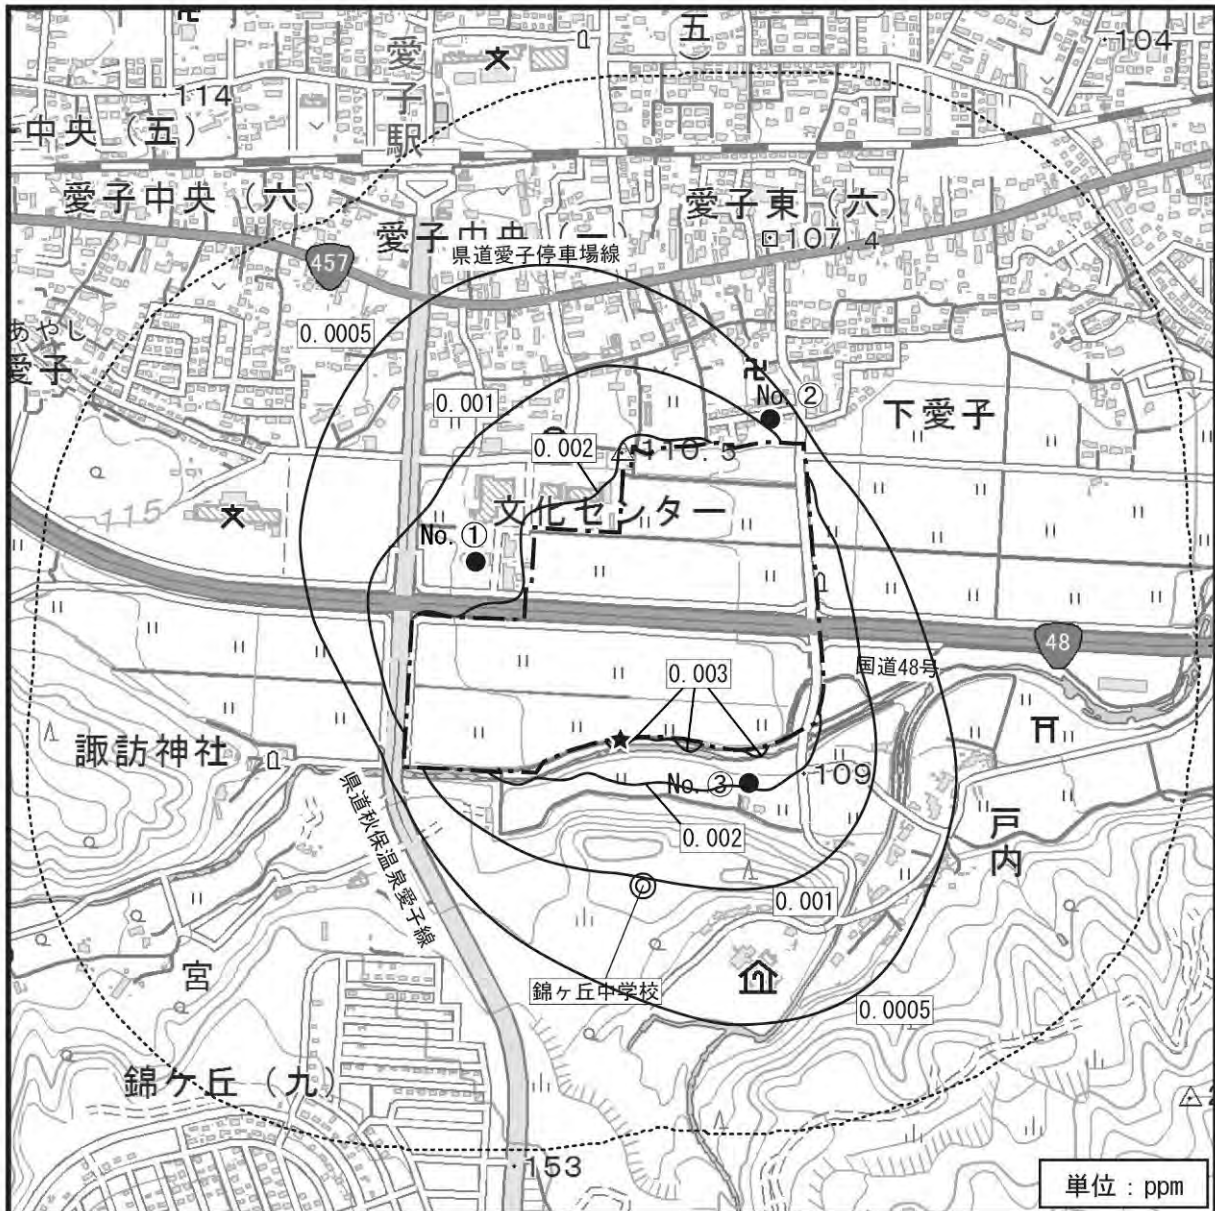 五
104
愛子駅
114
中央（五）
愛子中央（六）
愛子東（六）
愛子中央（一）
107.4
県道愛子停車場線
457
0.0005
あやし
愛子
0.001
No. ②
下愛子
0.002
110.5
115
文化センター
No. ①
48
国道48号
0.003
諏訪神社
No. ③
109
戸内
県道秋保温泉愛子線
0.002
0.001
宮
錦ヶ丘中学校
0.0005
錦ケ丘（九）
153
単位：ppm